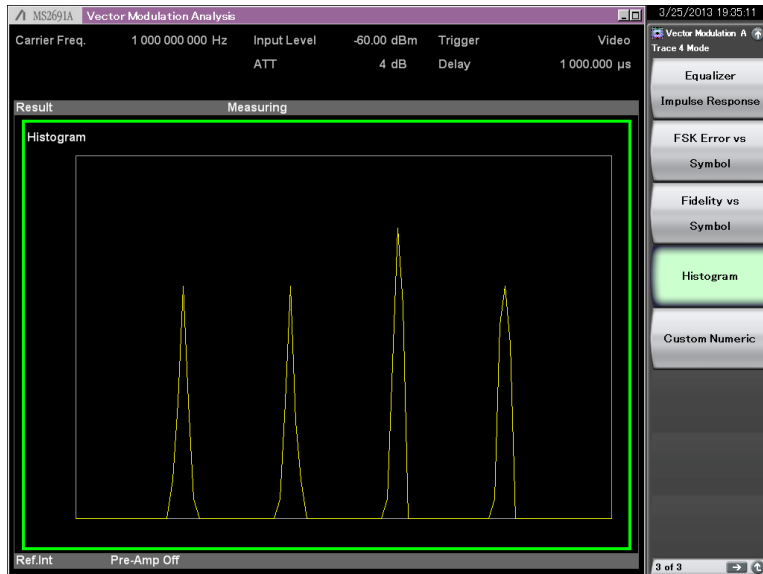 MS2691A Vector Modulation Analysis
3/25/2013 19:35:11
Carrier Freq. 1 000 000 000 Hz Input Level -60.00 dBm Trigger Video
ATT 4 dB Delay 1 000.000 µs
Result Measuring
Histogram
Ref.Int Pre-Amp Off
Vector Modulation A
Trace 4 Mode
Equalizer
Impulse Response
FSK Error vs
Symbol
Fidelity vs
Symbol
Histogram
Custom Numeric
3 of 3